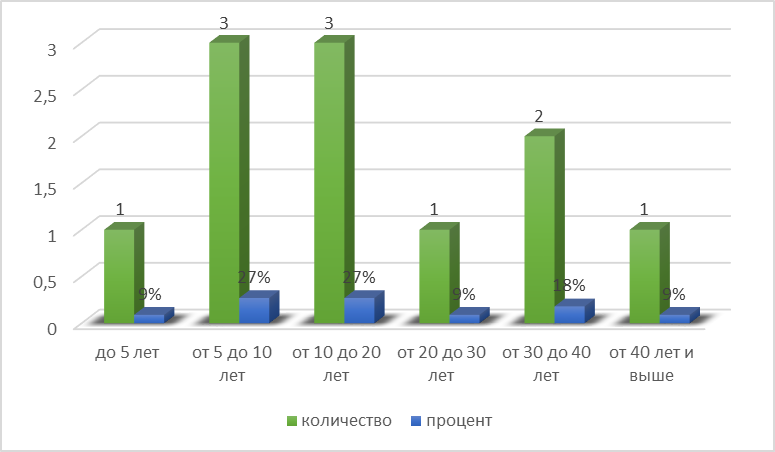 3 3
3
2,5
2
2
1,5
1 1 1
1
0,5
27% 27%
9% 9% 18% 9%
0
до 5 лет от 5 до 10 от 10 до 20 от 20 до 30 от 30 до 40 от 40 лет и
лет лет лет лет выше
количество процент